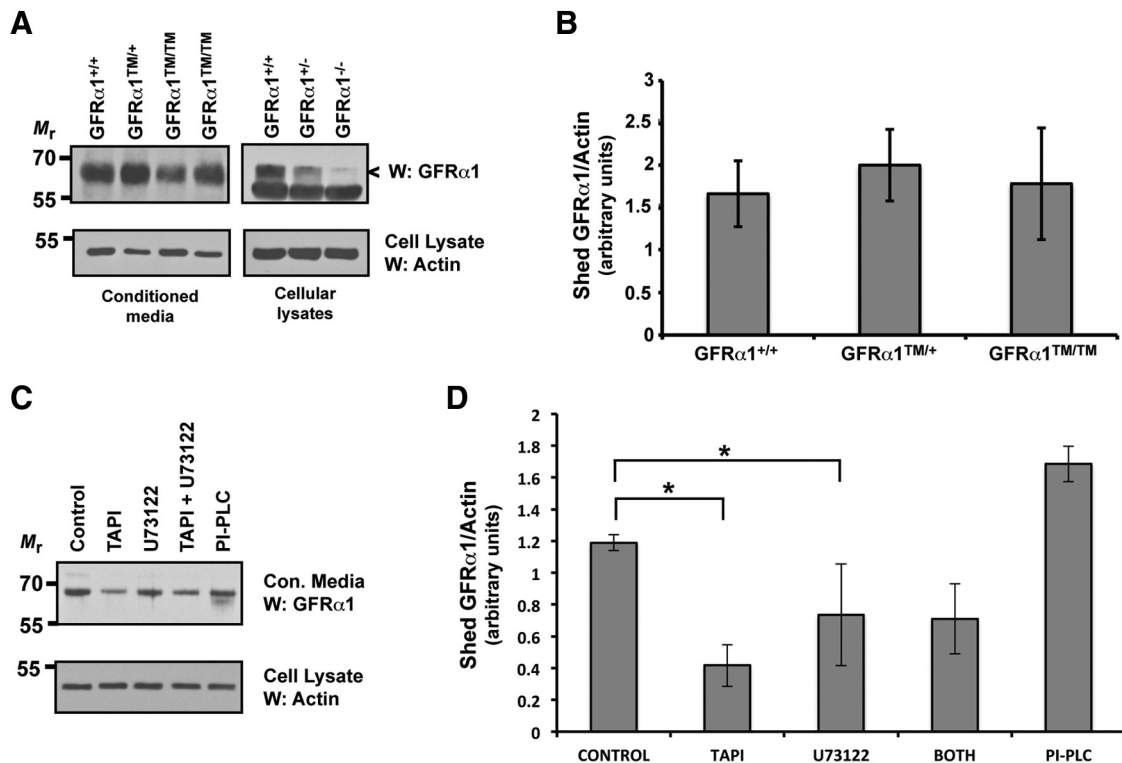 A
GFRα1+/+
GFRα1TM/+
GFRα1TM/TM
GFRα1TM/TM
GFRα1+/+
GFRα1+/-
GFRα1-/-
Mr
70
55
W: GFRα1
55
Cell Lysate
W: Actin
Conditioned
media
Cellular
lysates
B
Shed GFRα1/Actin
(arbitrary units)
3
2.5
2
1.5
1
0.5
0
GFRα1+/+
GFRα1TM/+
GFRα1TM/TM
C
Control
TAPI
U73122
TAPI + U73122
PI-PLC
Mr
70
55
Con. Media
W: GFRα1
55
Cell Lysate
W: Actin
D
Shed GFRα1/Actin
(arbitrary units)
2
1.8
1.6
1.4
1.2
1
0.8
0.6
0.4
0.2
0
*
*
CONTROL
TAPI
U73122
BOTH
PI-PLC